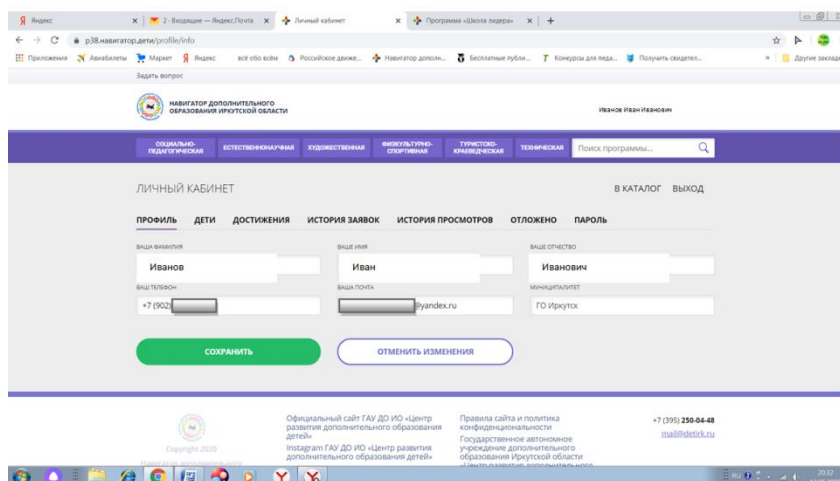 Яндекс
2 · Входящие — Яндекс.Почта
Личный кабинет
Программа «Школа лидера»
p38.навигатор.дети/profile/info
Приложения Авиабилеты Маркет Яндекс всё обо всём Российское движе... Навигатор дополн... Бесплатные публи... Конкурсы для педа... Получить свидетел... » Другие заклад
Задать вопрос
НАВИГАТОР ДОПОЛНИТЕЛЬНОГО
ОБРАЗОВАНИЯ ИРКУТСКОЙ ОБЛАСТИ
Иванов Иван Иванович
СОЦИАЛЬНО-
ПЕДАГОГИЧЕСКАЯ
ЕСТЕСТВЕННОНАУЧНАЯ
ХУДОЖЕСТВЕННАЯ
ФИЗКУЛЬТУРНО-
СПОРТИВНАЯ
ТУРИСТСКО-
КРАЕВЕДЧЕСКАЯ
ТЕХНИЧЕСКАЯ
Поиск программы...
ЛИЧНЫЙ КАБИНЕТ
В КАТАЛОГ ВЫХОД
ПРОФИЛЬ ДЕТИ ДОСТИЖЕНИЯ ИСТОРИЯ ЗАЯВОК ИСТОРИЯ ПРОСМОТРОВ ОТЛОЖЕНО ПАРОЛЬ
ВАША ФАМИЛИЯ ВАШЕ ИМЯ ВАШЕ ОТЧЕСТВО
Иванов Иван Иванович
ВАШ ТЕЛЕФОН ВАША ПОЧТА МУНИЦИПАЛИТЕТ
+7 (902) @yandex.ru ГО Иркутск
СОХРАНИТЬ ОТМЕНИТЬ ИЗМЕНЕНИЯ
Copyright 2020
Навигатор дополнительного
Официальный сайт ГАУ ДО ИО «Центр
развития дополнительного образования
детей»
Instagram ГАУ ДО ИО «Центр развития
дополнительного образования детей»
Правила сайта и политика
конфиденциональности
Государственное автономное
учреждение дополнительного
образования Иркутской области
«Центр развития дополнительного
+7 (395) 250-04-48
mail@detirk.ru
RU 20:32